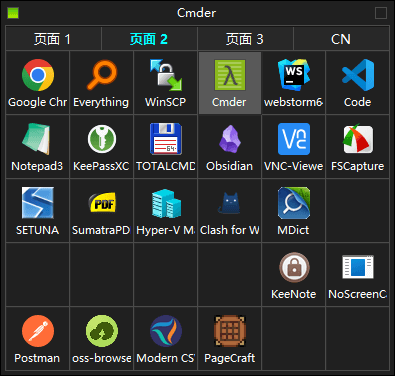 Cmder
页面 1
页面 2
页面 3
CN
Google Chr
Everything
WinSCP
Cmder
webstorm6
Code
Notepad3
KeePassXC
TOTALCMD
Obsidian
VNC-Viewe
FSCapture
SETUNA
SumatraPD
Hyper-V Ma
Clash for W
MDict
KeeNote
NoScreenC
Postman
oss-browse
Modern CS
PageCraft